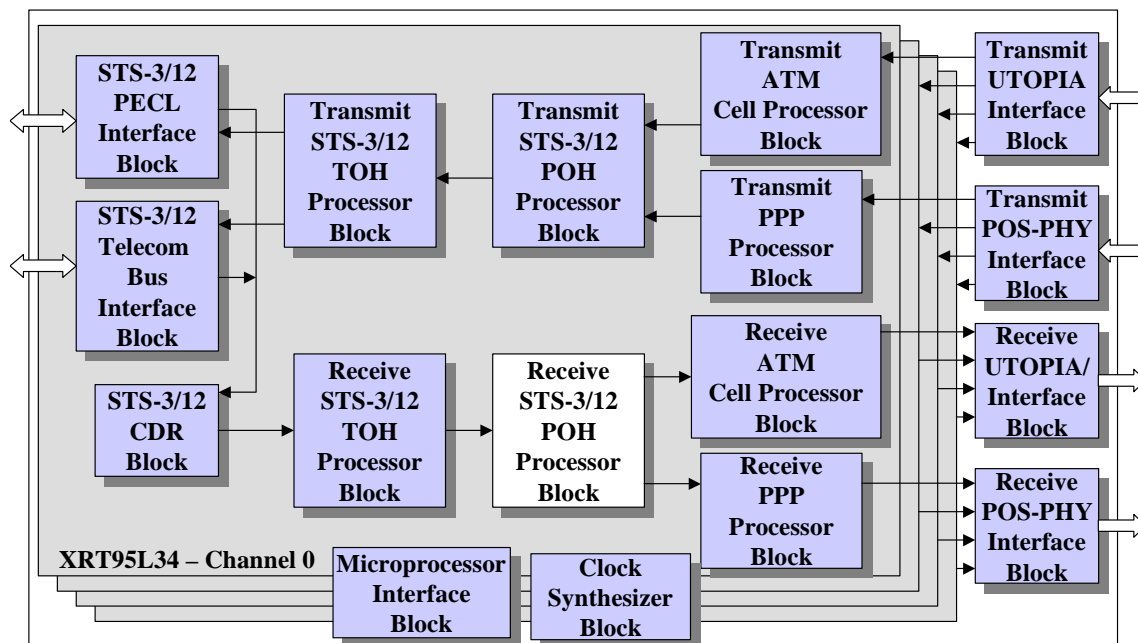 STS-3/12
PECL
Interface
Block
Transmit
STS-3/12
TOH
Processor
Block
Transmit
STS-3/12
POH
Processor
Block
Transmit
ATM
Cell Processor
Block
Transmit
UTOPIA
Interface
Block
STS-3/12
Telecom
Bus
Interface
Block
Transmit
PPP
Processor
Block
Transmit
POS-PHY
Interface
Block
STS-3/12
CDR
Block
Receive
STS-3/12
TOH
Processor
Block
Receive
STS-3/12
POH
Processor
Block
Receive
ATM
Cell Processor
Block
Receive
UTOPIA/
Interface
Block
Receive
PPP
Processor
Block
Receive
POS-PHY
Interface
Block
XRT95L34 – Channel 0
Microprocessor
Interface
Block
Clock
Synthesizer
Block